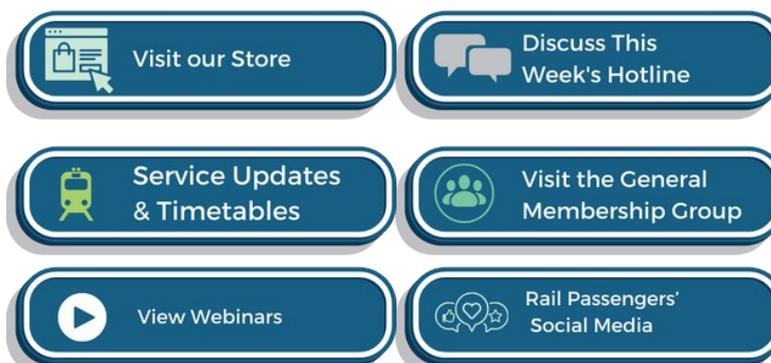 Visit our Store
Discuss This
Week's Hotline
Service Updates
& Timetables
Visit the General
Membership Group
View Webinars
Rail Passengers’
Social Media